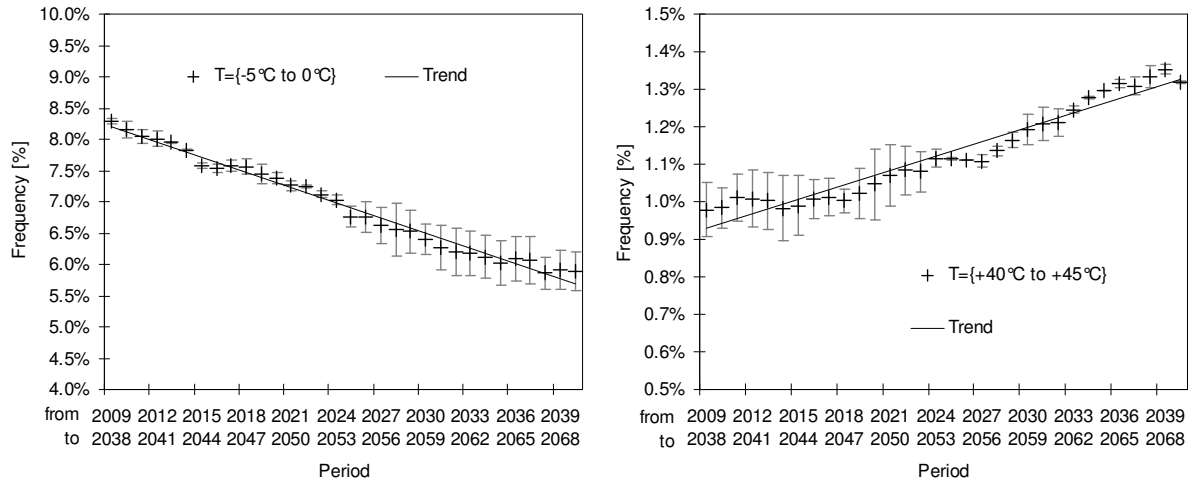 10.0%
9.5%
9.0%
8.5%
8.0%
7.5%
7.0%
6.5%
6.0%
5.5%
5.0%
4.5%
4.0%
Frequency [%]
T={-5°C to 0°C}
Trend
from 2009 2012 2015 2018 2021 2024 2027 2030 2033 2036 2039
to 2038 2041 2044 2047 2050 2053 2056 2059 2062 2065 2068
Period
1.5%
1.4%
1.3%
1.2%
1.1%
1.0%
0.9%
0.8%
0.7%
0.6%
0.5%
Frequency [%]
T={+40°C to +45°C}
Trend
from 2009 2012 2015 2018 2021 2024 2027 2030 2033 2036 2039
to 2038 2041 2044 2047 2050 2053 2056 2059 2062 2065 2068
Period